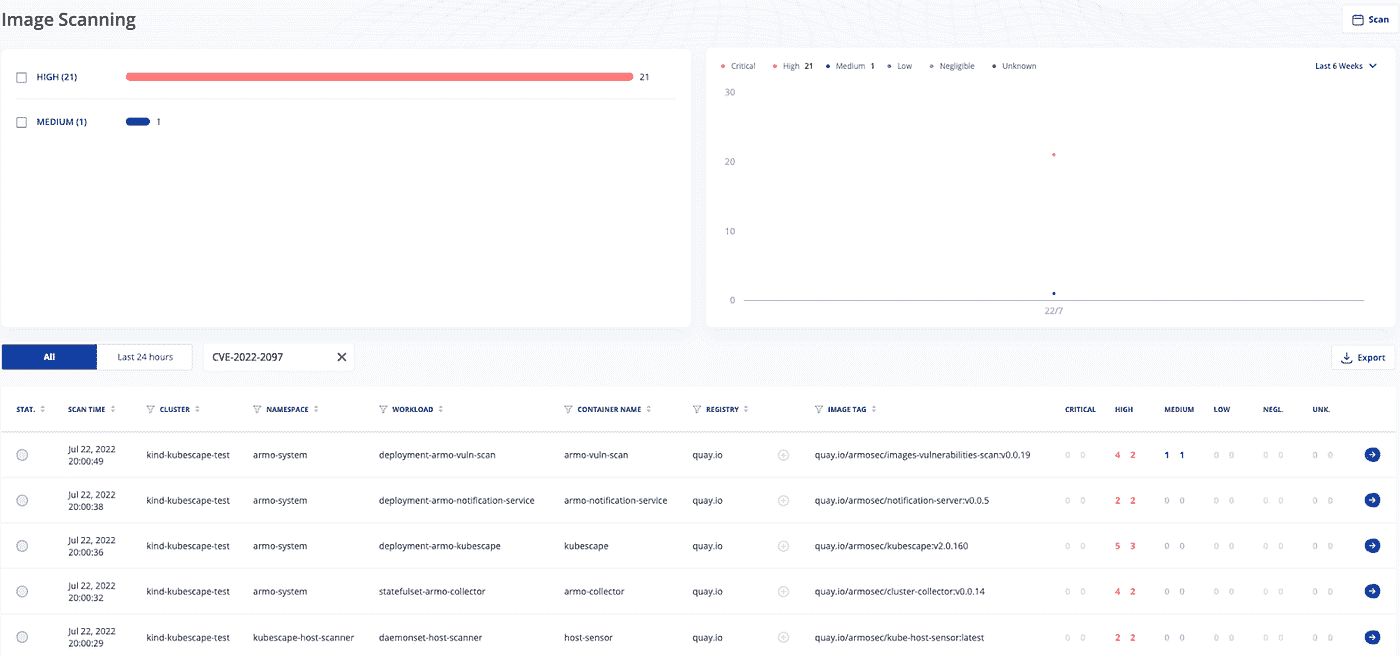 Image Scanning
Scan
HIGH (21) 21
MEDIUM (1) 1
Critical High 21 Medium 1 Low Negligible Unknown Last 6 Weeks
30
20
10
0
22/7
All Last 24 hours CVE-2022-2097 Export
STAT. SCAN TIME CLUSTER NAMESPACE WORKLOAD CONTAINER NAME REGISTRY IMAGE TAG CRITICAL HIGH MEDIUM LOW NEGL. UNK.
Jul 22, 2022
20:00:49 kind-kubescape-test armo-system deployment-armo-vuln-scan armo-vuln-scan quay.io quay.io/armosec/images-vulnerabilities-scan:v0.0.19 0 0 4 2 1 1 0 0 0 0 0 0
Jul 22, 2022
20:00:38 kind-kubescape-test armo-system deployment-armo-notification-service armo-notification-service quay.io quay.io/armosec/notification-server:v0.0.5 0 0 2 2 0 0 0 0 0 0 0 0
Jul 22, 2022
20:00:36 kind-kubescape-test armo-system deployment-armo-kubescape kubescape quay.io quay.io/armosec/kubescape:v2.0.160 0 0 5 3 0 0 0 0 0 0 0 0
Jul 22, 2022
20:00:32 kind-kubescape-test armo-system statefulset-armo-collector armo-collector quay.io quay.io/armosec/cluster-collector:v0.0.14 0 0 4 2 0 0 0 0 0 0 0 0
Jul 22, 2022
20:00:29 kind-kubescape-test kubescape-host-scanner daemonset-host-scanner host-sensor quay.io quay.io/armosec/kube-host-sensor:latest 0 0 2 2 0 0 0 0 0 0 0 0